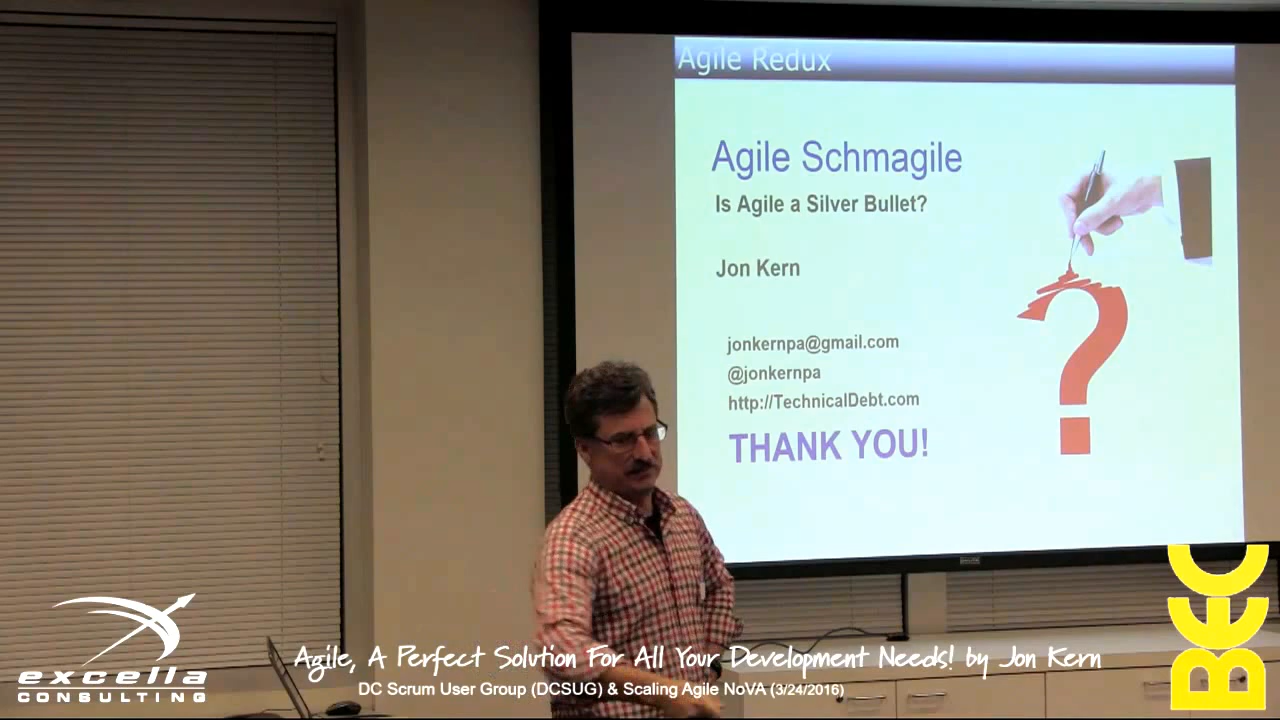 Agile Redux
Agile Schmagile
Is Agile a Silver Bullet?
Jon Kern
jonkernpa@gmail.com
@jonkernpa
http://TechnicalDebt.com
THANK YOU!
?
excella
CONSULTING
Agile, A Perfect Solution For All Your Development Needs! by Jon Kern
DC Scrum User Group (DCSUG) & Scaling Agile NoVA (3/24/2016)
BEC